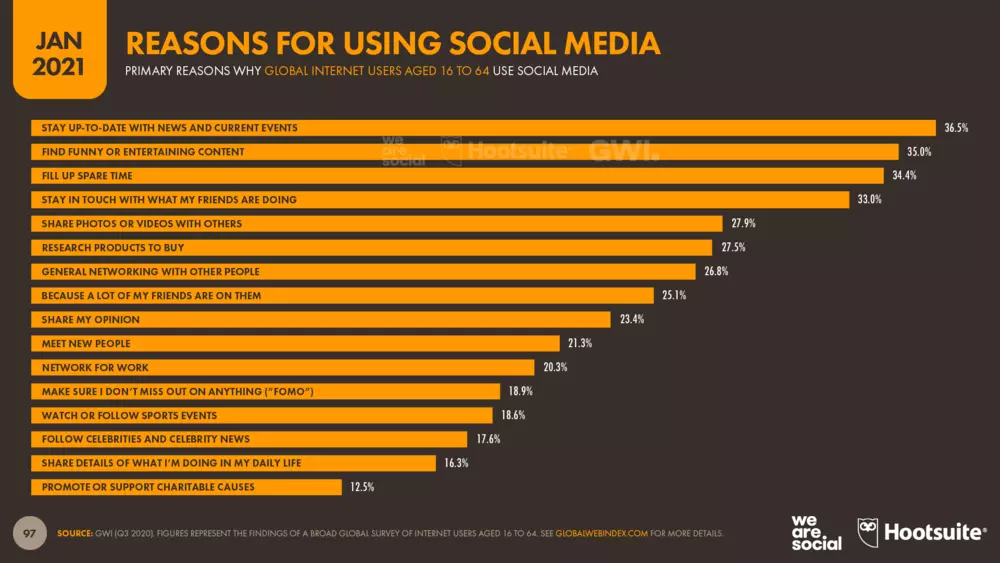 JAN
2021
REASONS FOR USING SOCIAL MEDIA
PRIMARY REASONS WHY GLOBAL INTERNET USERS AGED 16 TO 64 USE SOCIAL MEDIA
STAY UP-TO-DATE WITH NEWS AND CURRENT EVENTS 36.5%
we are social Hootsuite® GWI.
FIND FUNNY OR ENTERTAINING CONTENT 35.0%
FILL UP SPARE TIME 34.4%
STAY IN TOUCH WITH WHAT MY FRIENDS ARE DOING 33.0%
SHARE PHOTOS OR VIDEOS WITH OTHERS 27.9%
RESEARCH PRODUCTS TO BUY 27.5%
GENERAL NETWORKING WITH OTHER PEOPLE 26.8%
BECAUSE A LOT OF MY FRIENDS ARE ON THEM 25.1%
SHARE MY OPINION 23.4%
MEET NEW PEOPLE 21.3%
NETWORK FOR WORK 20.3%
MAKE SURE I DON'T MISS OUT ON ANYTHING ("FOMO") 18.9%
WATCH OR FOLLOW SPORTS EVENTS 18.6%
FOLLOW CELEBRITIES AND CELEBRITY NEWS 17.6%
SHARE DETAILS OF WHAT I'M DOING IN MY DAILY LIFE 16.3%
PROMOTE OR SUPPORT CHARITABLE CAUSES 12.5%
97
SOURCE: GWI (Q3 2020). FIGURES REPRESENT THE FINDINGS OF A BROAD GLOBAL SURVEY OF INTERNET USERS AGED 16 TO 64. SEE GLOBALWEBINDEX.COM FOR MORE DETAILS.
we
are
social
Hootsuite®